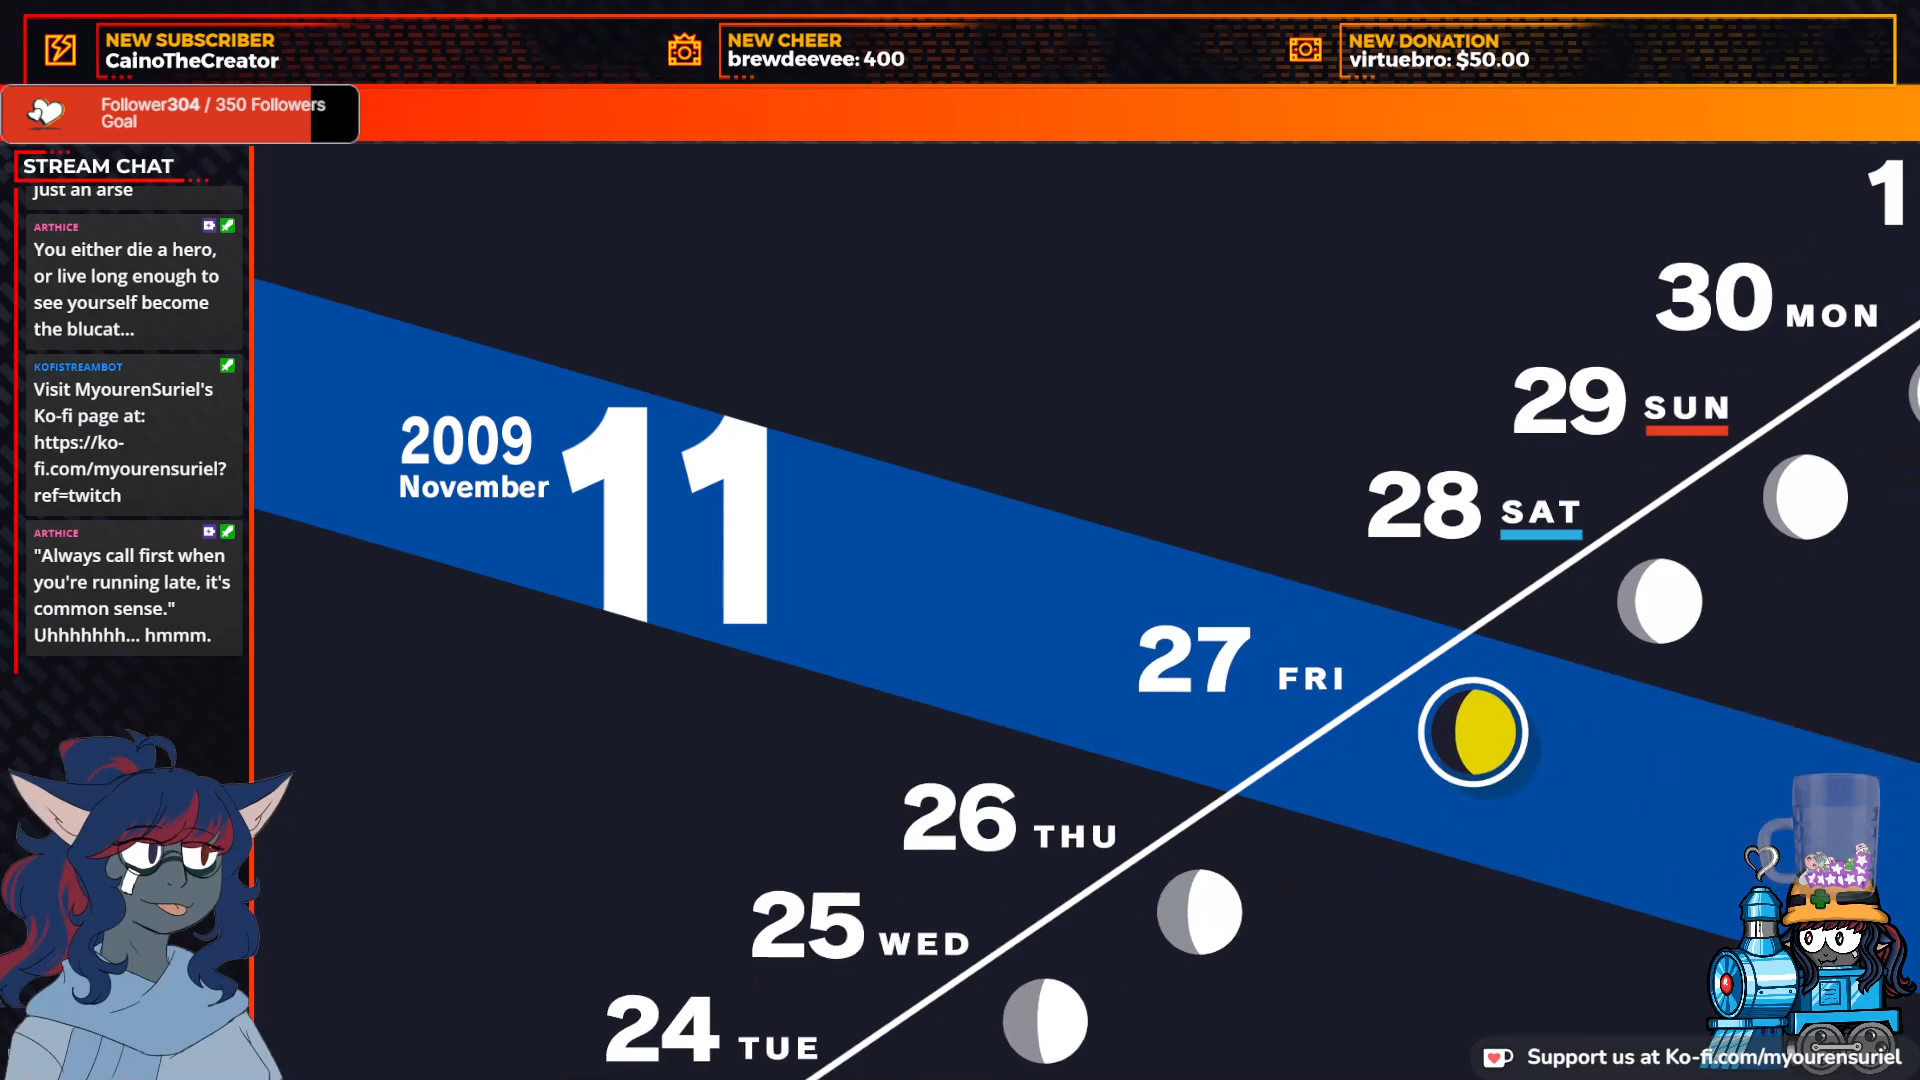 NEW SUBSCRIBER
CainoTheCreator
NEW CHEER
brewdeevee: 400
NEW DONATION
virtuebro: $50.00
Follower304 / 350 Followers
Goal
STREAM CHAT
just an arse
ARTHICE
You either die a hero,
or live long enough to
see yourself become
the blucat...
KOFISTREAMBOT
Visit MyourenSuriel's
Ko-fi page at:
https://ko-
fi.com/myourensuriel?
ref=twitch
ARTHICE
"Always call first when
you're running late, it's
common sense."
Uhhhhhhh... hmmm.
2009
November
11
1
30 MON
29 SUN
28 SAT
27 FRI
26 THU
25 WED
24 TUE
Support us at Ko-fi.com/myourensuriel